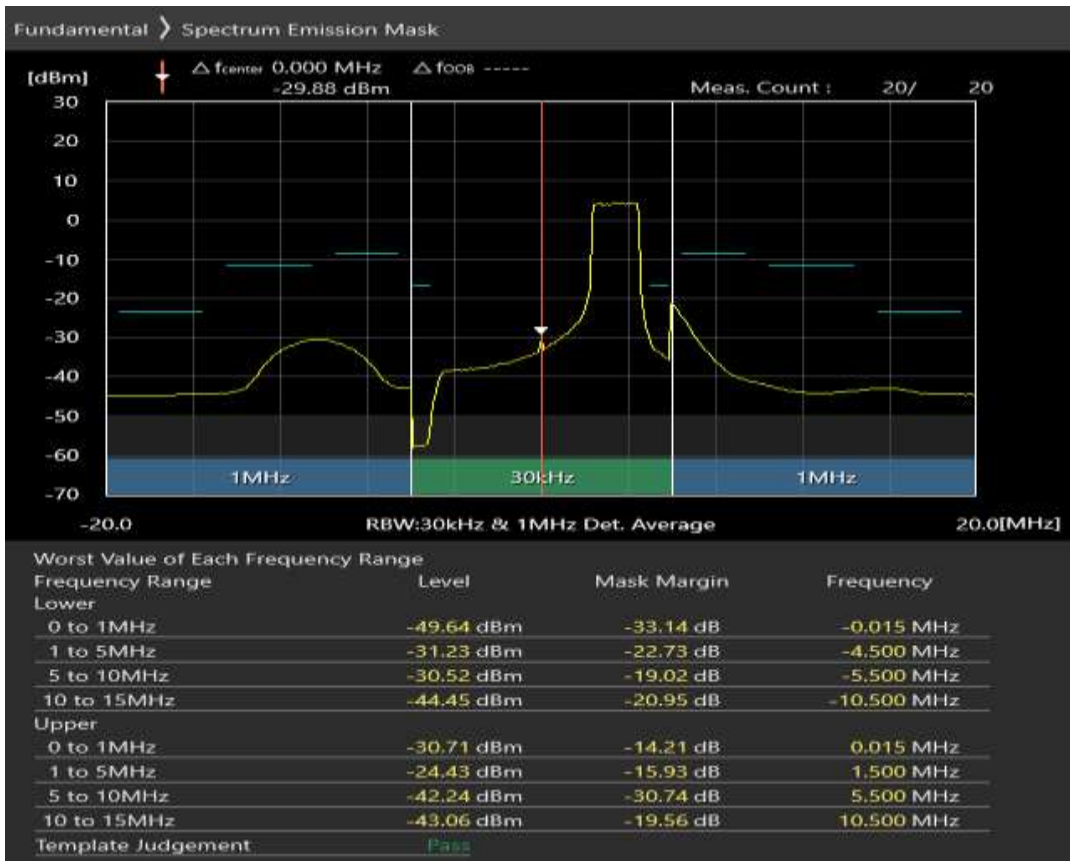 Fundamental ❯ Spectrum Emission Mask
[dBm] △ fcenter 0.000 MHz △ fOOB -----
-29.88 dBm Meas. Count : 20/ 20
30
20
10
0
-10
-20
-30
-40
-50
-60
1MHz 30kHz 1MHz
-70
-20.0 RBW:30kHz & 1MHz Det. Average 20.0[MHz]
Worst Value of Each Frequency Range
Frequency Range Level Mask Margin Frequency
Lower
0 to 1MHz -49.64 dBm -33.14 dB -0.015 MHz
1 to 5MHz -31.23 dBm -22.73 dB -4.500 MHz
5 to 10MHz -30.52 dBm -19.02 dB -5.500 MHz
10 to 15MHz -44.45 dBm -20.95 dB -10.500 MHz
Upper
0 to 1MHz -30.71 dBm -14.21 dB 0.015 MHz
1 to 5MHz -24.43 dBm -15.93 dB 1.500 MHz
5 to 10MHz -42.24 dBm -30.74 dB 5.500 MHz
10 to 15MHz -43.06 dBm -19.56 dB 10.500 MHz
Template Judgement Pass